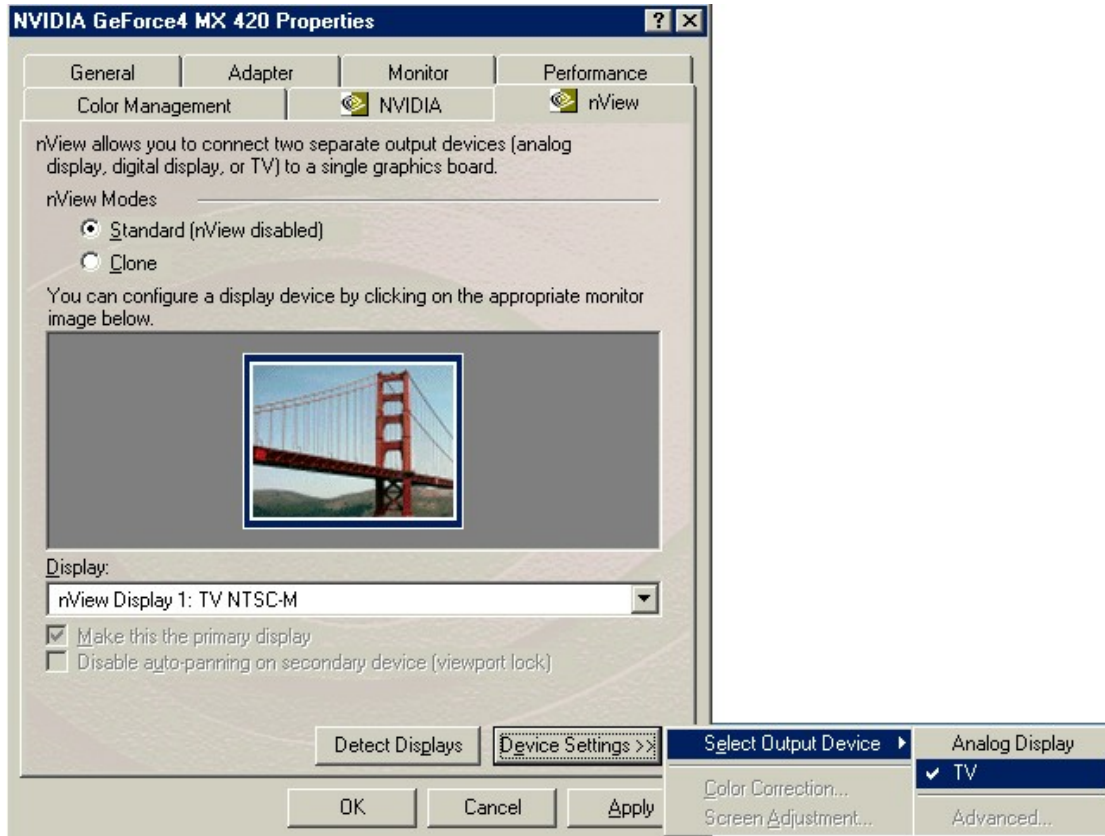 NVIDIA GeForce4 MX 420 Properties
General
Adapter
Monitor
Performance
Color Management
NVIDIA
nView
nView allows you to connect two separate output devices (analog
display, digital display, or TV) to a single graphics board.
nView Modes
Standard (nView disabled)
Clone
You can configure a display device by clicking on the appropriate monitor
image below.
Display:
nView Display 1: TV NTSC-M
Make this the primary display
Disable auto-panning on secondary device (viewport lock)
Detect Displays
Device Settings >>
Select Output Device
Analog Display
TV
Color Correction...
Screen Adjustment...
Advanced...
OK
Cancel
Apply